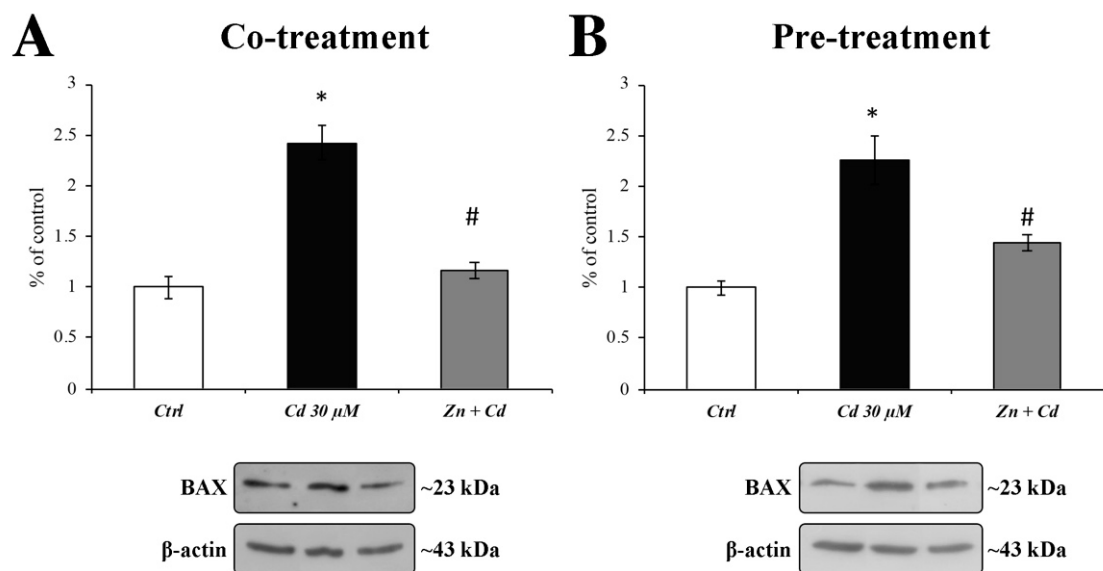 A
Co-treatment
% of control
3
2.5
2
1.5
1
0.5
0
*
#
Ctrl
Cd 30 μM
Zn + Cd
BAX
~23 kDa
β-actin
~43 kDa
B
Pre-treatment
% of control
3
2.5
2
1.5
1
0.5
0
*
#
Ctrl
Cd 30 μM
Zn + Cd
BAX
~23 kDa
β-actin
~43 kDa